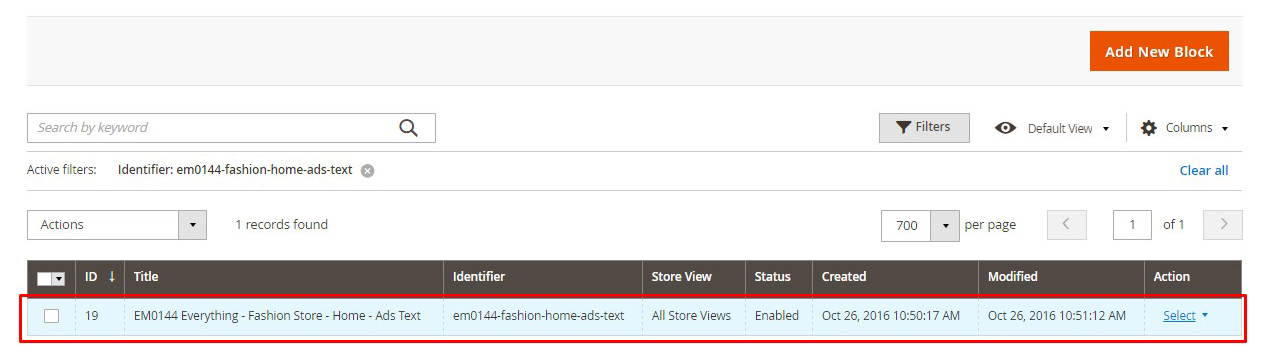 Add New Block
Search by keyword Filters Default View Columns
Active filters: Identifier: em0144-fashion-home-ads-text Clear all
Actions 1 records found 700 per page 1 of 1
ID ↓ Title Identifier Store View Status Created Modified Action
19 EM0144 Everything - Fashion Store - Home - Ads Text em0144-fashion-home-ads-text All Store Views Enabled Oct 26, 2016 10:50:17 AM Oct 26, 2016 10:51:12 AM Select